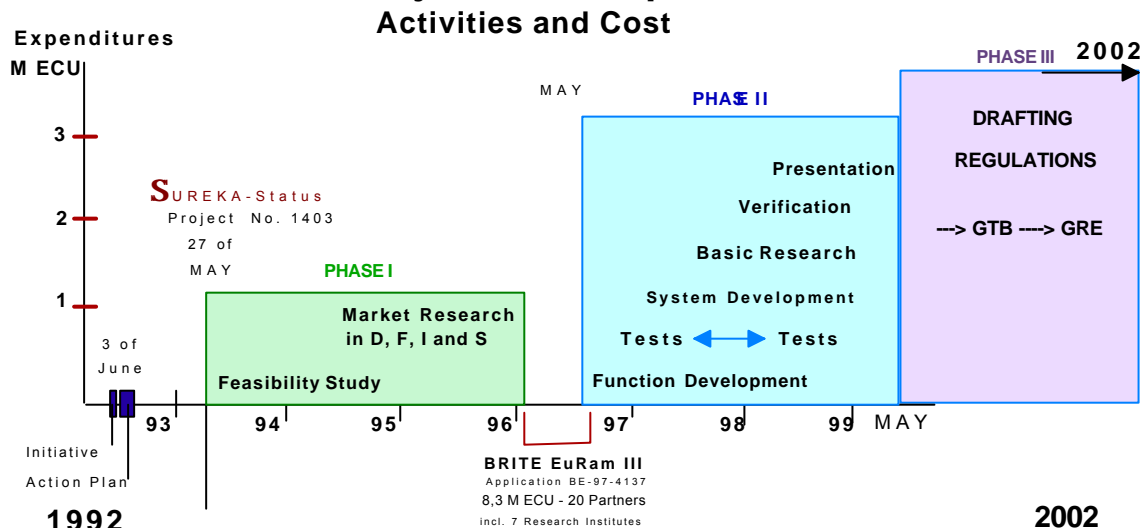 Activities and Cost
Expenditures
M ECU
3
2
1
SUREKA-Status
Project No. 1403
27 of
MAY
3 of
June
PHASE I
Market Research
in D, F, I and S
Feasibility Study
MAY
PHASE II
Presentation
Verification
Basic Research
System Development
Tests Tests
Function Development
PHASE III 2002
DRAFTING
REGULATIONS
---> GTB ----> GRE
93 94 95 96 97 98 99 MAY
Initiative
Action Plan
1992
BRITE EuRam III
Application BE-97-4137
8,3 M ECU - 20 Partners
incl. 7 Research Institutes
2002